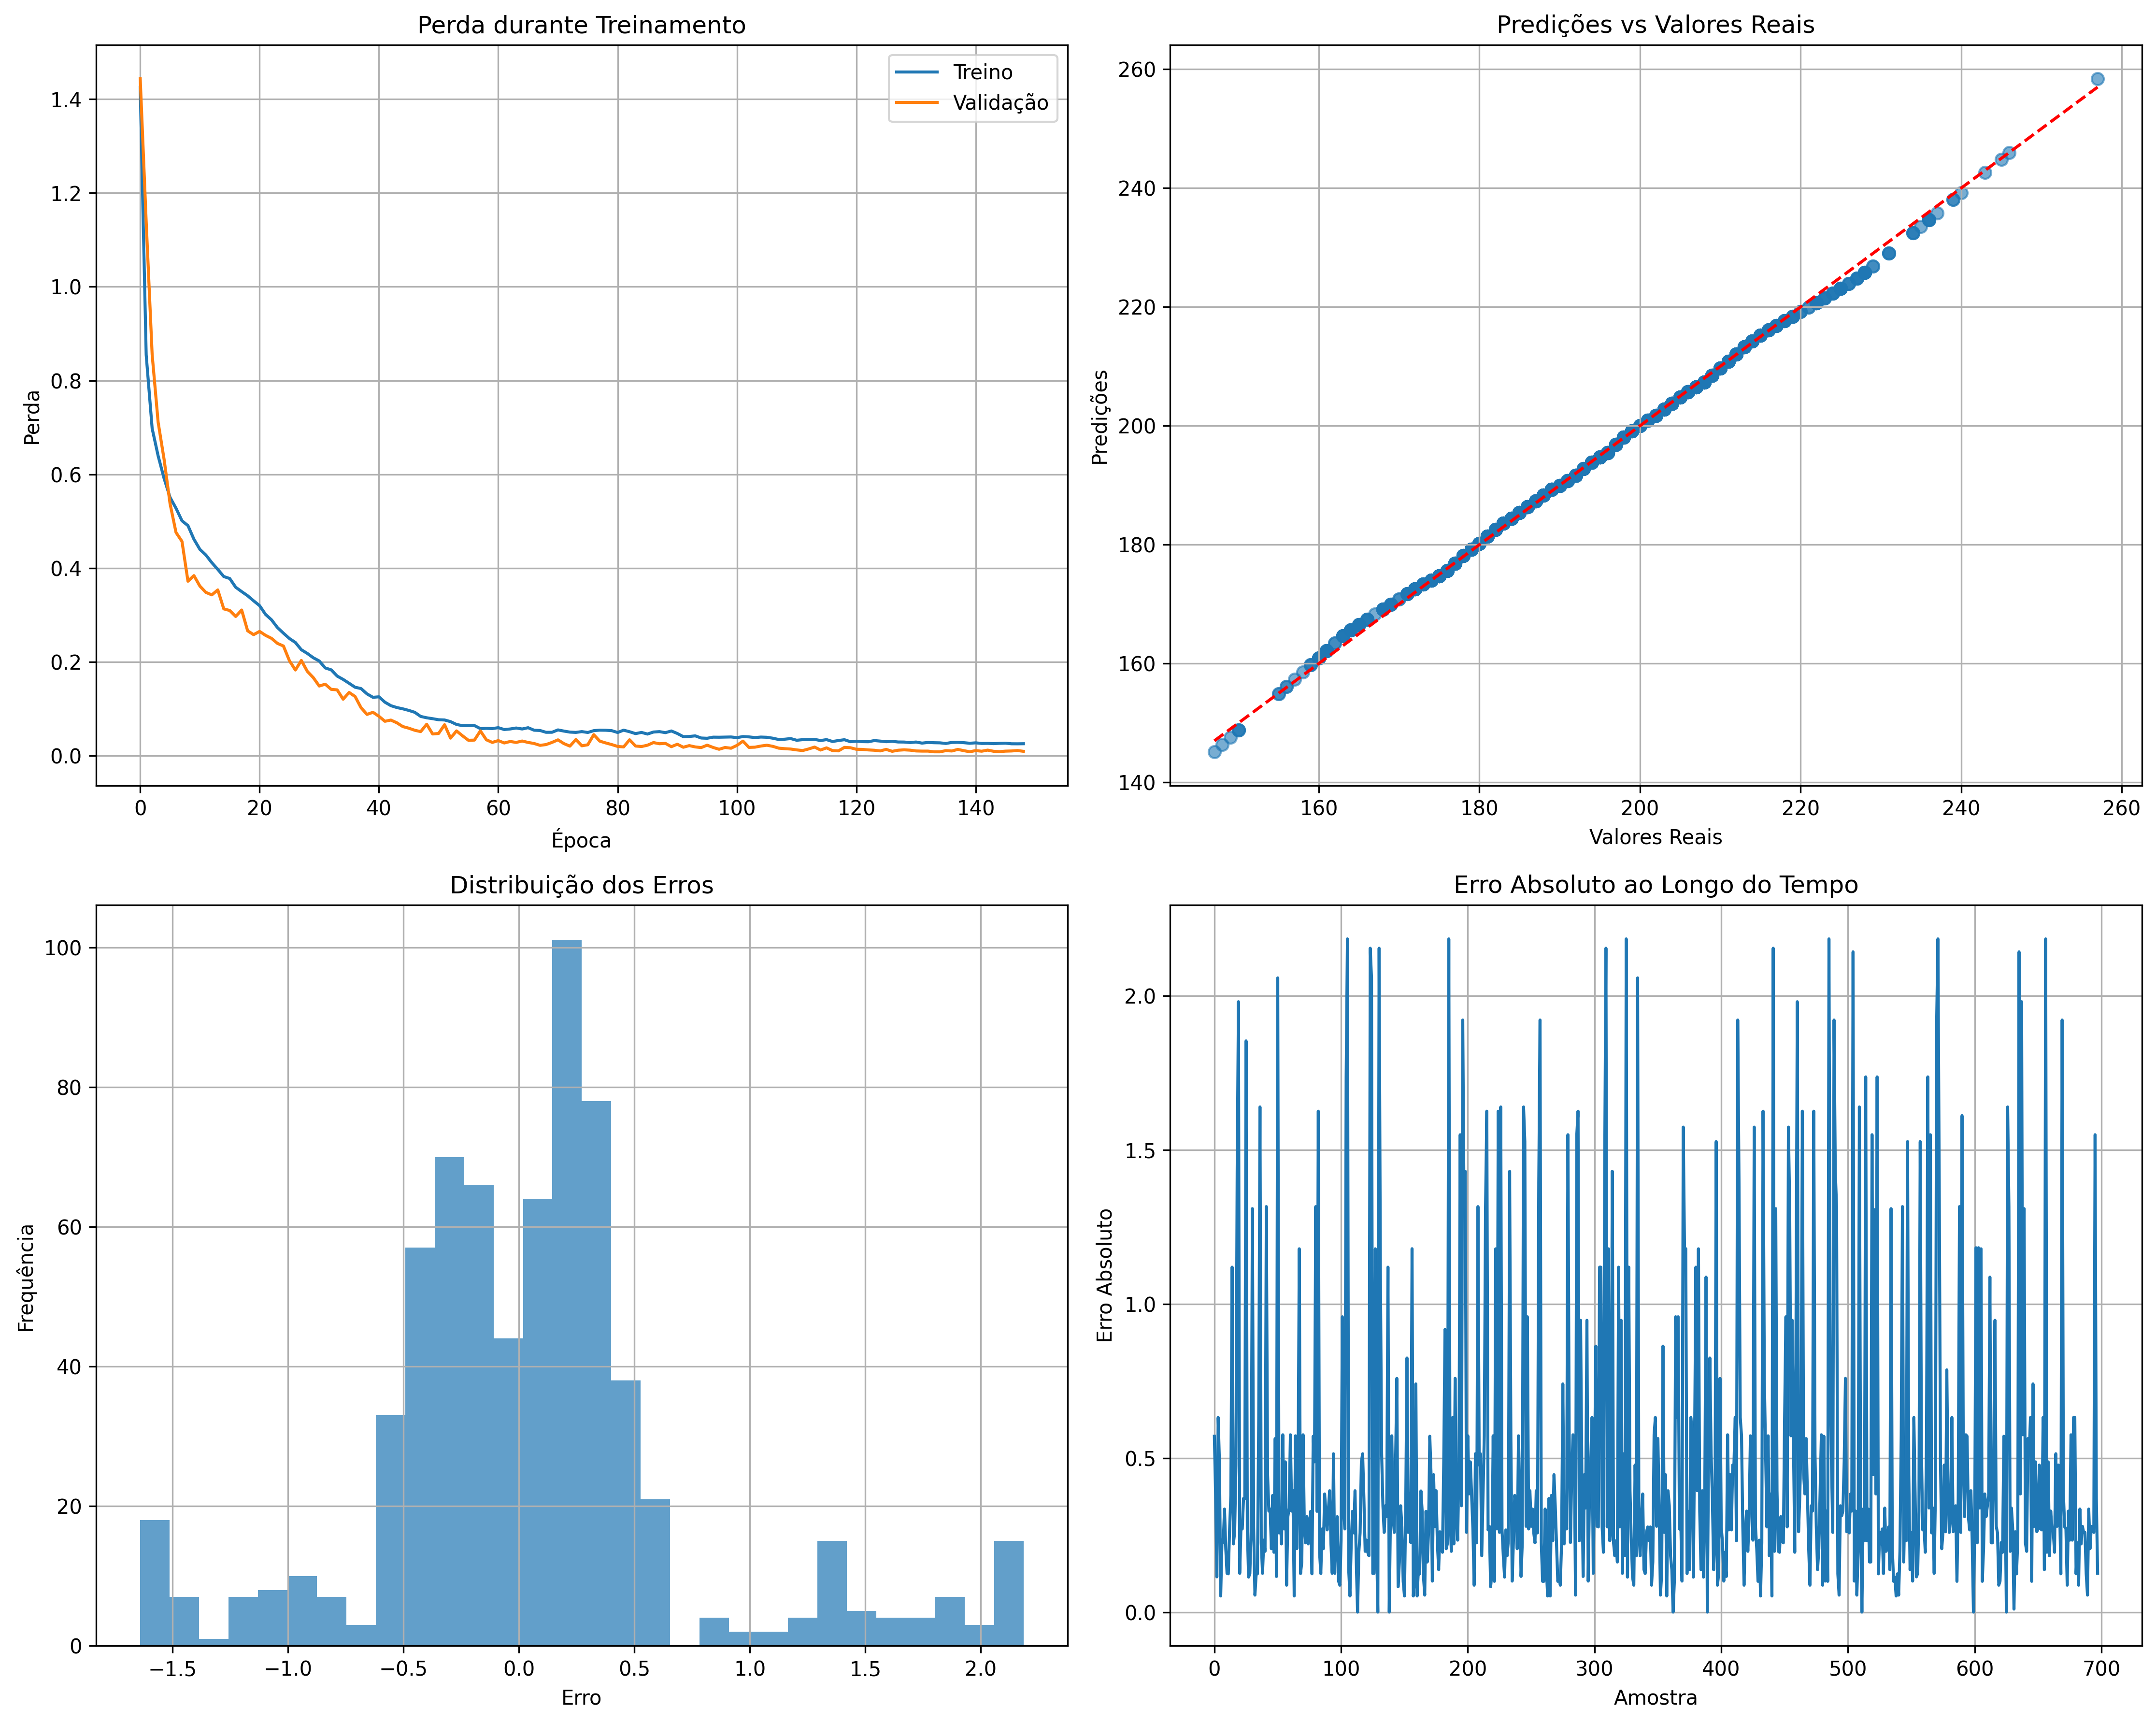 Perda durante Treinamento
1.4
1.2
1.0
0.8
0.6
0.4
0.2
0.0
Perda
Treino
Validação
0 20 40 60 80 100 120 140
Época
Predições vs Valores Reais
260
240
220
200
180
160
140
Predições
160 180 200 220 240 260
Valores Reais
Distribuição dos Erros
100
80
60
40
20
0
Frequência
−1.5 −1.0 −0.5 0.0 0.5 1.0 1.5 2.0
Erro
Erro Absoluto ao Longo do Tempo
2.0
1.5
1.0
0.5
0.0
Erro Absoluto
0 100 200 300 400 500 600 700
Amostra